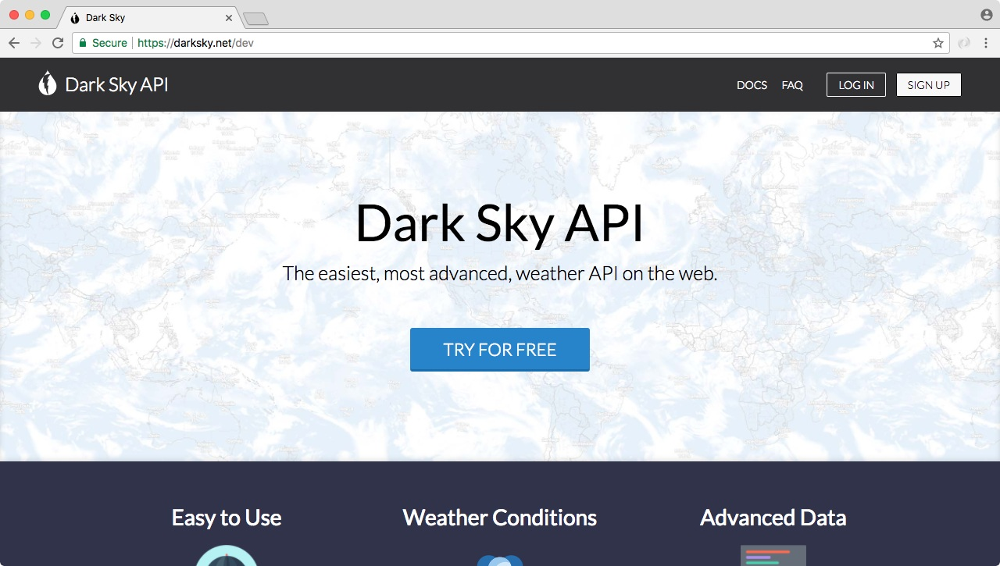 Dark Sky
Secure https://darksky.net/dev
Dark Sky API
DOCS FAQ LOG IN SIGN UP
Dark Sky API
The easiest, most advanced, weather API on the web.
TRY FOR FREE
Easy to Use Weather Conditions Advanced Data